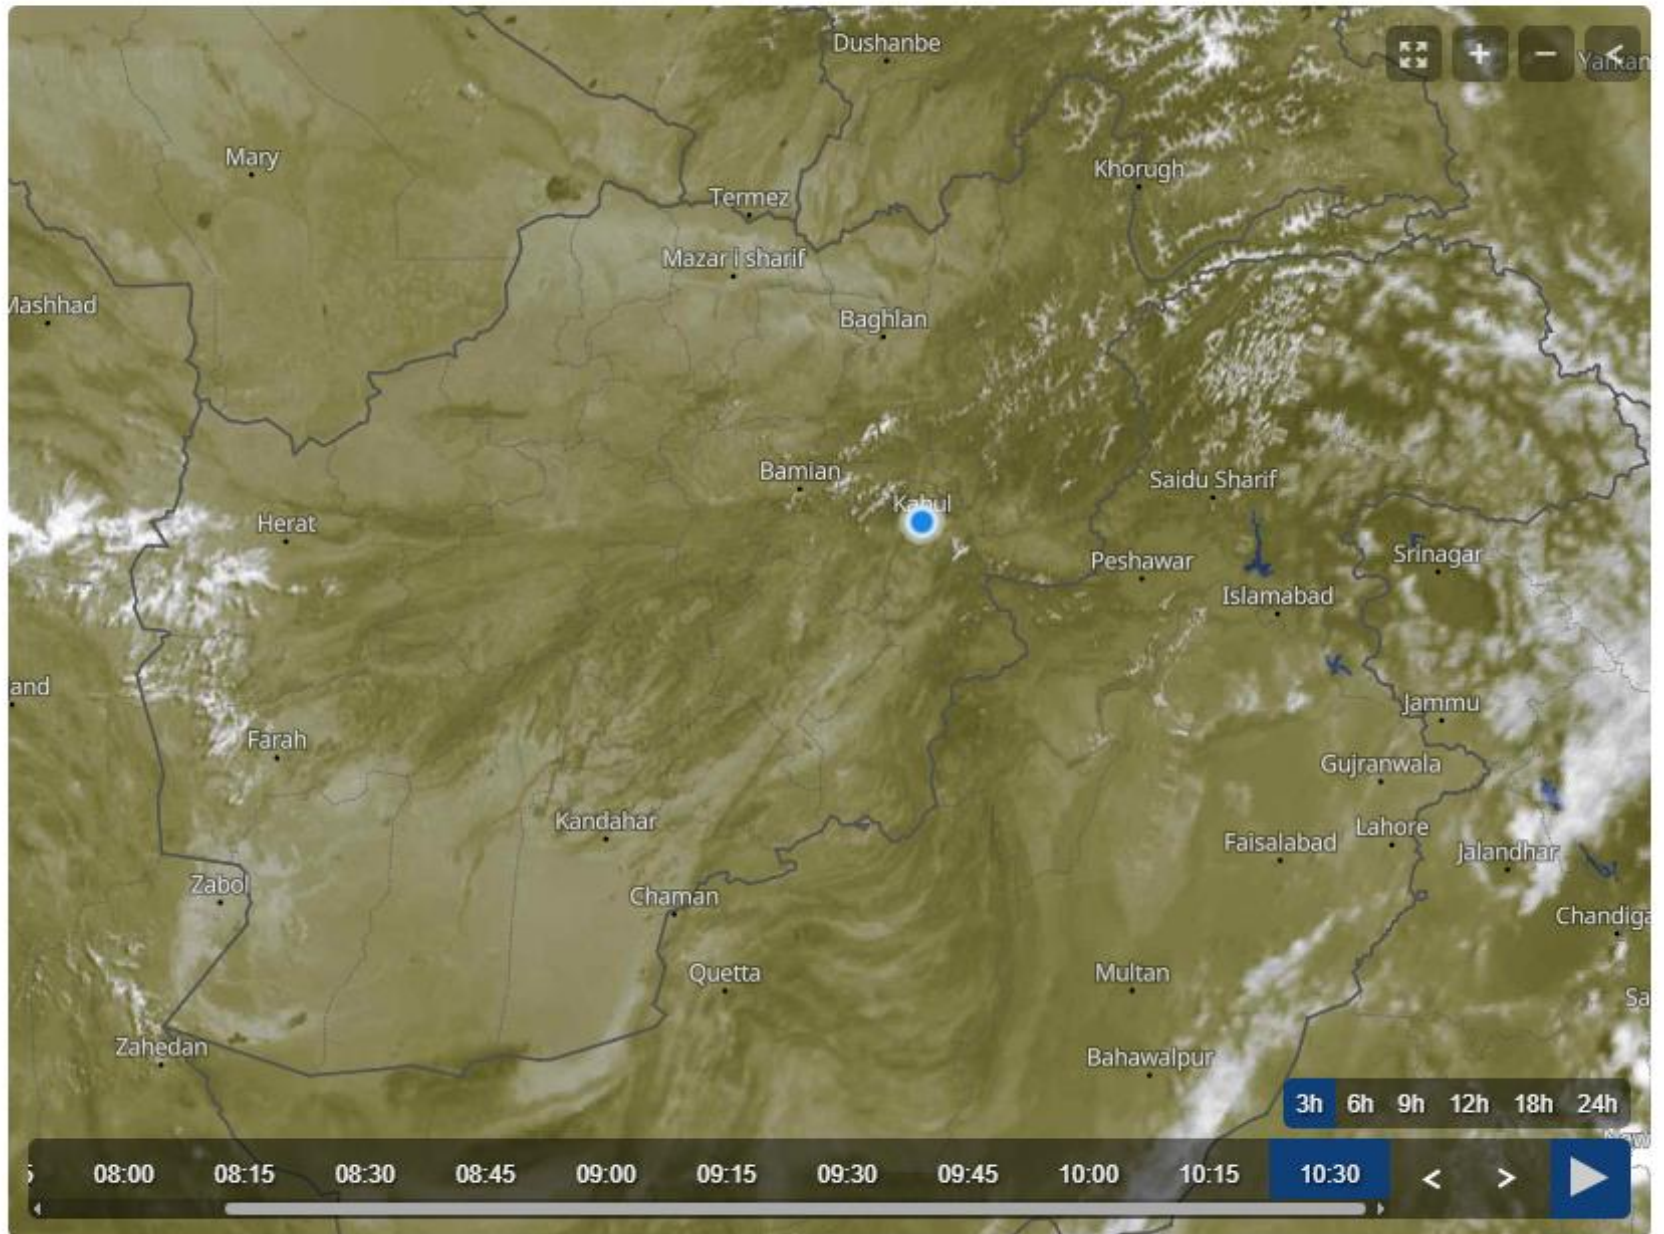 Dushanbe
Mary
Khorugh
Termez
Mazar i sharif
Mashhad
Baghlan
Bamian
Saidu Sharif
Kabul
Herat
Srinagar
Peshawar
Islamabad
and
Jammu
Farah
Gujranwala
Kandahar
Lahore
Faisalabad
Jalandhar
Zabol
Chaman
Chandiga
Quetta
Multan
Sa
Zahedan
Bahawalpur
3h 6h 9h 12h 18h 24h
08:00 08:15 08:30 08:45 09:00 09:15 09:30 09:45 10:00 10:15 10:30